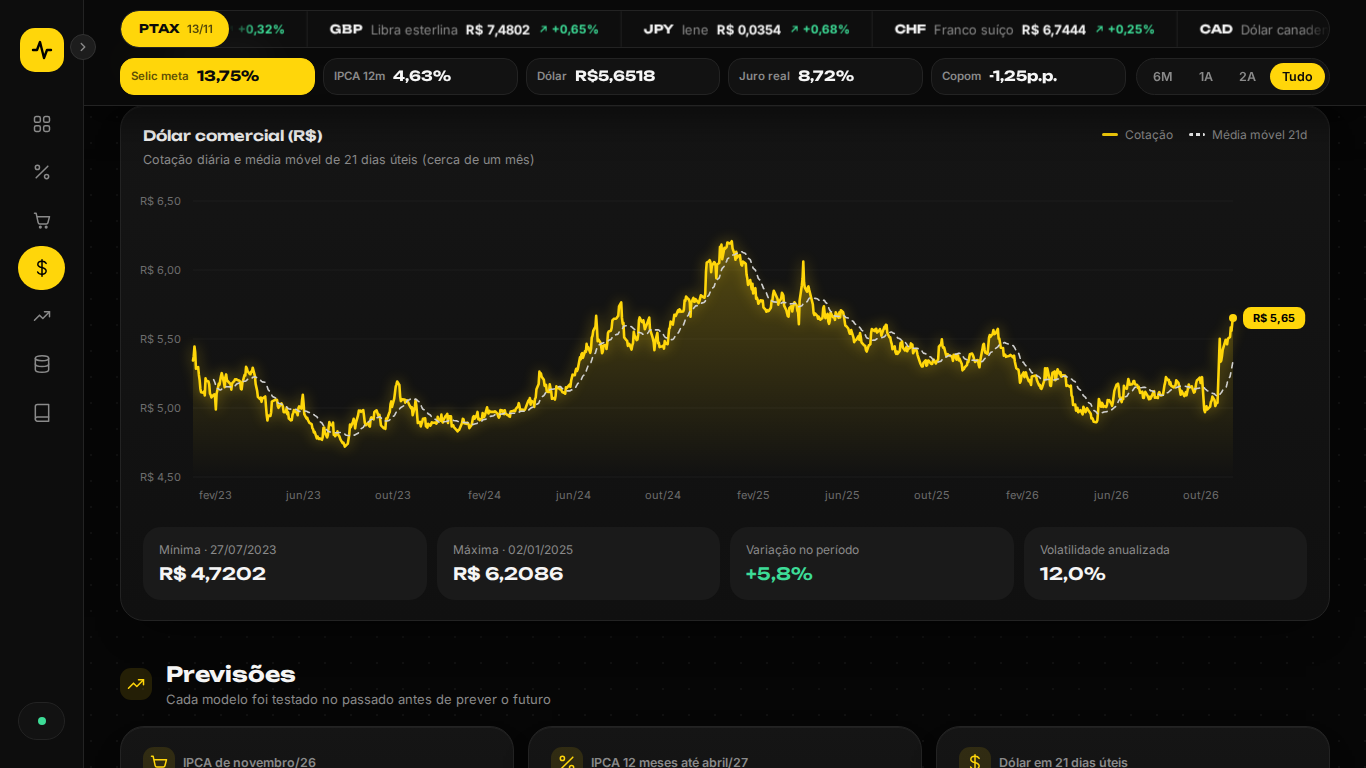 PTAX 13/11 +0,32% GBP Libra esterlina R$ 7,4802 ↗ +0,65% JPY Iene R$ 0,0354 ↗ +0,68% CHF Franco suíço R$ 6,7444 ↗ +0,25% CAD Dólar
Selic meta 13,75% IPCA 12m 4,63% Dólar R$5,6518 Juro real 8,72% Copom -1,25p.p. 6M 1A 2A Tudo
Dólar comercial (R$) Cotação Média móvel 21d
Cotação diária e média móvel de 21 dias úteis (cerca de um mês)
R$ 6,50
R$ 6,00
R$ 5,65
R$ 5,50
R$ 5,00
R$ 4,50
fev/23 jun/23 out/23 fev/24 jun/24 out/24 fev/25 jun/25 out/25 fev/26 jun/26 out/26
Mínima · 27/07/2023 Máxima · 02/01/2025 Variação no período Volatilidade anualizada
R$ 4,7202 R$ 6,2086 +5,8% 12,0%
Previsões
Cada modelo foi testado no passado antes de prever o futuro
IPCA de novembro/26 IPCA 12 meses até abril/27 Dólar em 21 dias úteis